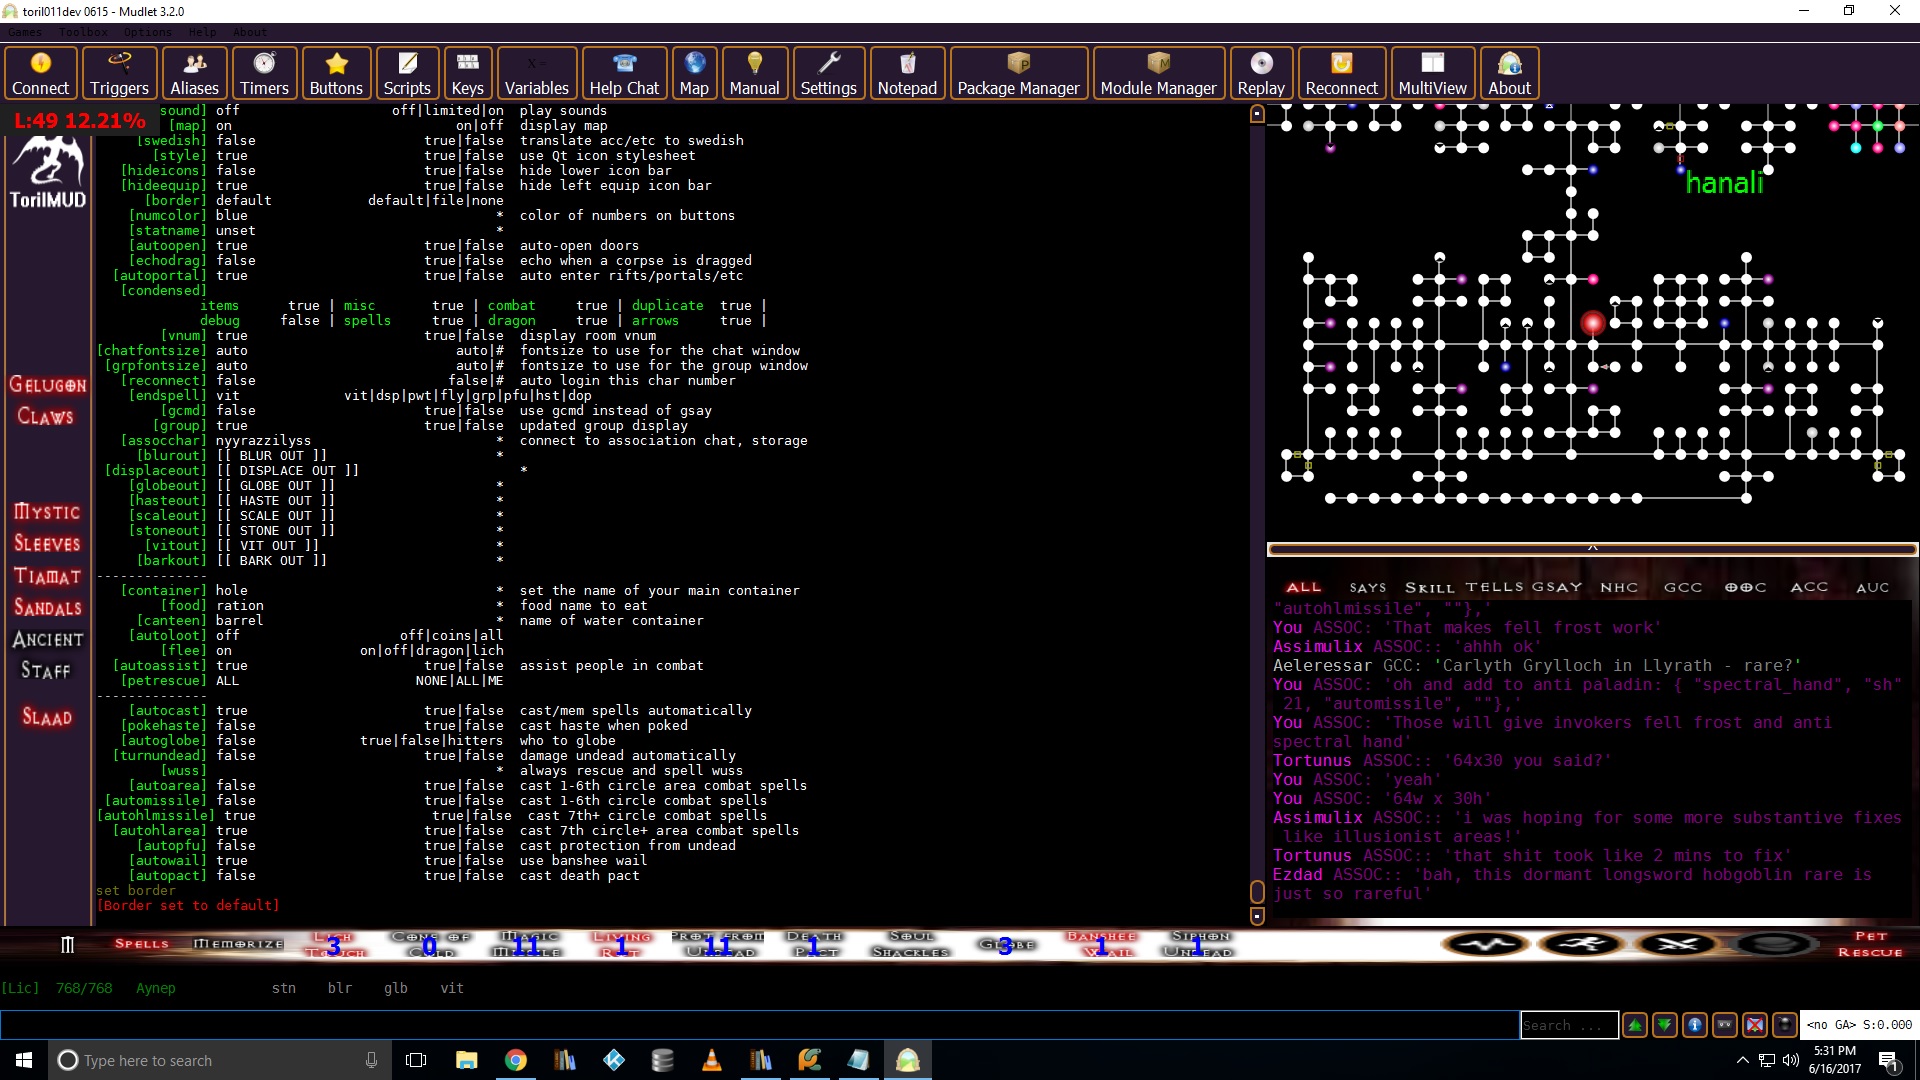 toril011dev 0615 - Mudlet 3.2.0
Games Toolbox Options Help About
Connect Triggers Aliases Timers Buttons Scripts Keys Variables Help Chat Map Manual Settings Notepad Package Manager Module Manager Replay Reconnect MultiView About
L:49 12.21%
TorilMUD
Gelugon
Claws
Mystic
Sleeves
Tiamat
Sandals
Ancient
Staff
Slaad
sound] off off|limited|on play sounds
[map] on on|off display map
[swedish] false true|false translate acc/etc to swedish
[style] true true|false use Qt icon stylesheet
[hideicons] false true|false hide lower icon bar
[hideequip] true true|false hide left equip icon bar
[border] default default|file|none
[numcolor] blue * color of numbers on buttons
[statname] unset *
[autoopen] true true|false auto-open doors
[echodrag] false true|false echo when a corpse is dragged
[autoportal] true true|false auto enter rifts/portals/etc
[condensed]
items true | misc true | combat true | duplicate true |
debug false | spells true | dragon true | arrows true |
[vnum] true true|false display room vnum
[chatfontsize] auto auto|# fontsize to use for the chat window
[grpfontsize] auto auto|# fontsize to use for the group window
[reconnect] false false|# auto login this char number
[endspell] vit vit|dsp|pwt|fly|grp|pfu|hst|dop
[gcmd] false true|false use gcmd instead of gsay
[group] true true|false updated group display
[assocchar] nyyrazzilyss * connect to association chat, storage
[blurout] [[ BLUR OUT ]] *
[displaceout] [[ DISPLACE OUT ]] *
[globeout] [[ GLOBE OUT ]] *
[hasteout] [[ HASTE OUT ]] *
[scaleout] [[ SCALE OUT ]] *
[stoneout] [[ STONE OUT ]] *
[vitout] [[ VIT OUT ]] *
[barkout] [[ BARK OUT ]] *
--------------
[container] hole * set the name of your main container
[food] ration * food name to eat
[canteen] barrel * name of water container
[autoloot] off off|coins|all
[flee] on on|off|dragon|lich
[autoassist] true true|false assist people in combat
[petrescue] ALL NONE|ALL|ME
--------------
[autocast] true true|false cast/mem spells automatically
[pokehaste] false true|false cast haste when poked
[autoglobe] false true|false|hitters who to globe
[turnundead] false true|false damage undead automatically
[wuss] * always rescue and spell wuss
[autoarea] false true|false cast 1-6th circle area combat spells
[automissile] false true|false cast 1-6th circle combat spells
[autohlmissile] true true|false cast 7th+ circle combat spells
[autohlarea] true true|false cast 7th circle+ area combat spells
[autopfu] false true|false cast protection from undead
[autowail] true true|false use banshee wail
[autopact] false true|false cast death pact
set border
[Border set to default]
hanali
ALL SAYS SKILL TELLS GSAY NHC GCC OOC ACC AUC
"autohlmissile", ""},'
You ASSOC: 'That makes fell frost work'
Assimulix ASSOC:: 'ahhh ok'
Aeleressar GCC: 'Carlyth Grylloch in Llyrath - rare?'
You ASSOC: 'oh and add to anti paladin: { "spectral_hand", "sh"
21, "automissile", ""},'
You ASSOC: 'Those will give invokers fell frost and anti
spectral hand'
Tortunus ASSOC:: '64x30 you said?'
You ASSOC: 'yeah'
You ASSOC: '64w x 30h'
Assimulix ASSOC:: 'i was hoping for some more substantive fixes
like illusionist areas!'
Tortunus ASSOC:: 'that shit took like 2 mins to fix'
Ezdad ASSOC:: 'bah, this dormant longsword hobgoblin rare is
just so rareful'
Spells Memorize Lich Touch 3 Cone of Cold 0 Magic Missile 11 Living Rot 1 Prot From Undead 11 Death Pact 1 Soul Shackles Globe 3 Banshee Wail 1 Siphon Undead 1 Pet Rescue
[Lic] 768/768 Aynep stn blr glb vit
Search ...
<no GA> S:0.000
Type here to search
5:31 PM
6/16/2017
1